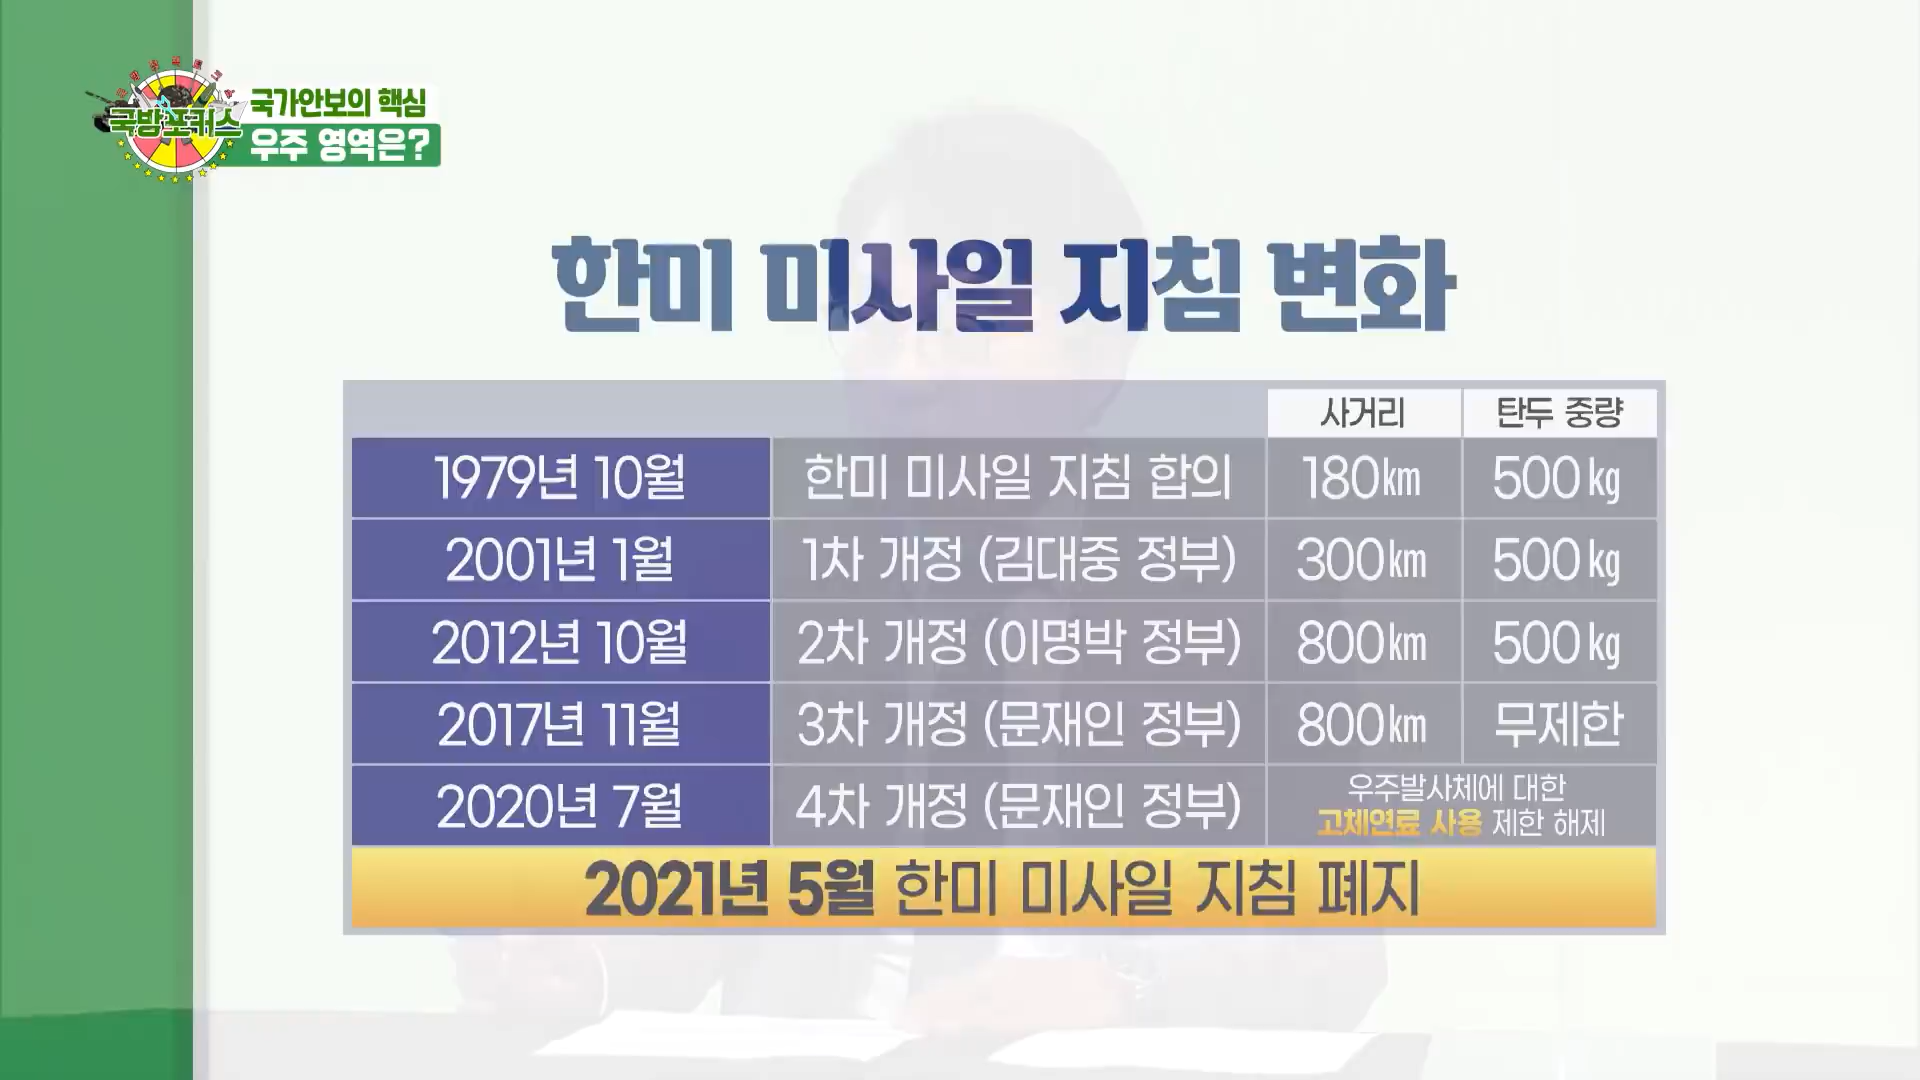 국방포커스
국가안보의 핵심
우주 영역은?
한미 미사일 지침 변화
사거리 탄두 중량
1979년 10월 한미 미사일 지침 합의 180㎞ 500㎏
2001년 1월 1차 개정 (김대중 정부) 300㎞ 500㎏
2012년 10월 2차 개정 (이명박 정부) 800㎞ 500㎏
2017년 11월 3차 개정 (문재인 정부) 800㎞ 무제한
2020년 7월 4차 개정 (문재인 정부) 우주발사체에 대한
고체연료 사용 제한 해제
2021년 5월 한미 미사일 지침 폐지